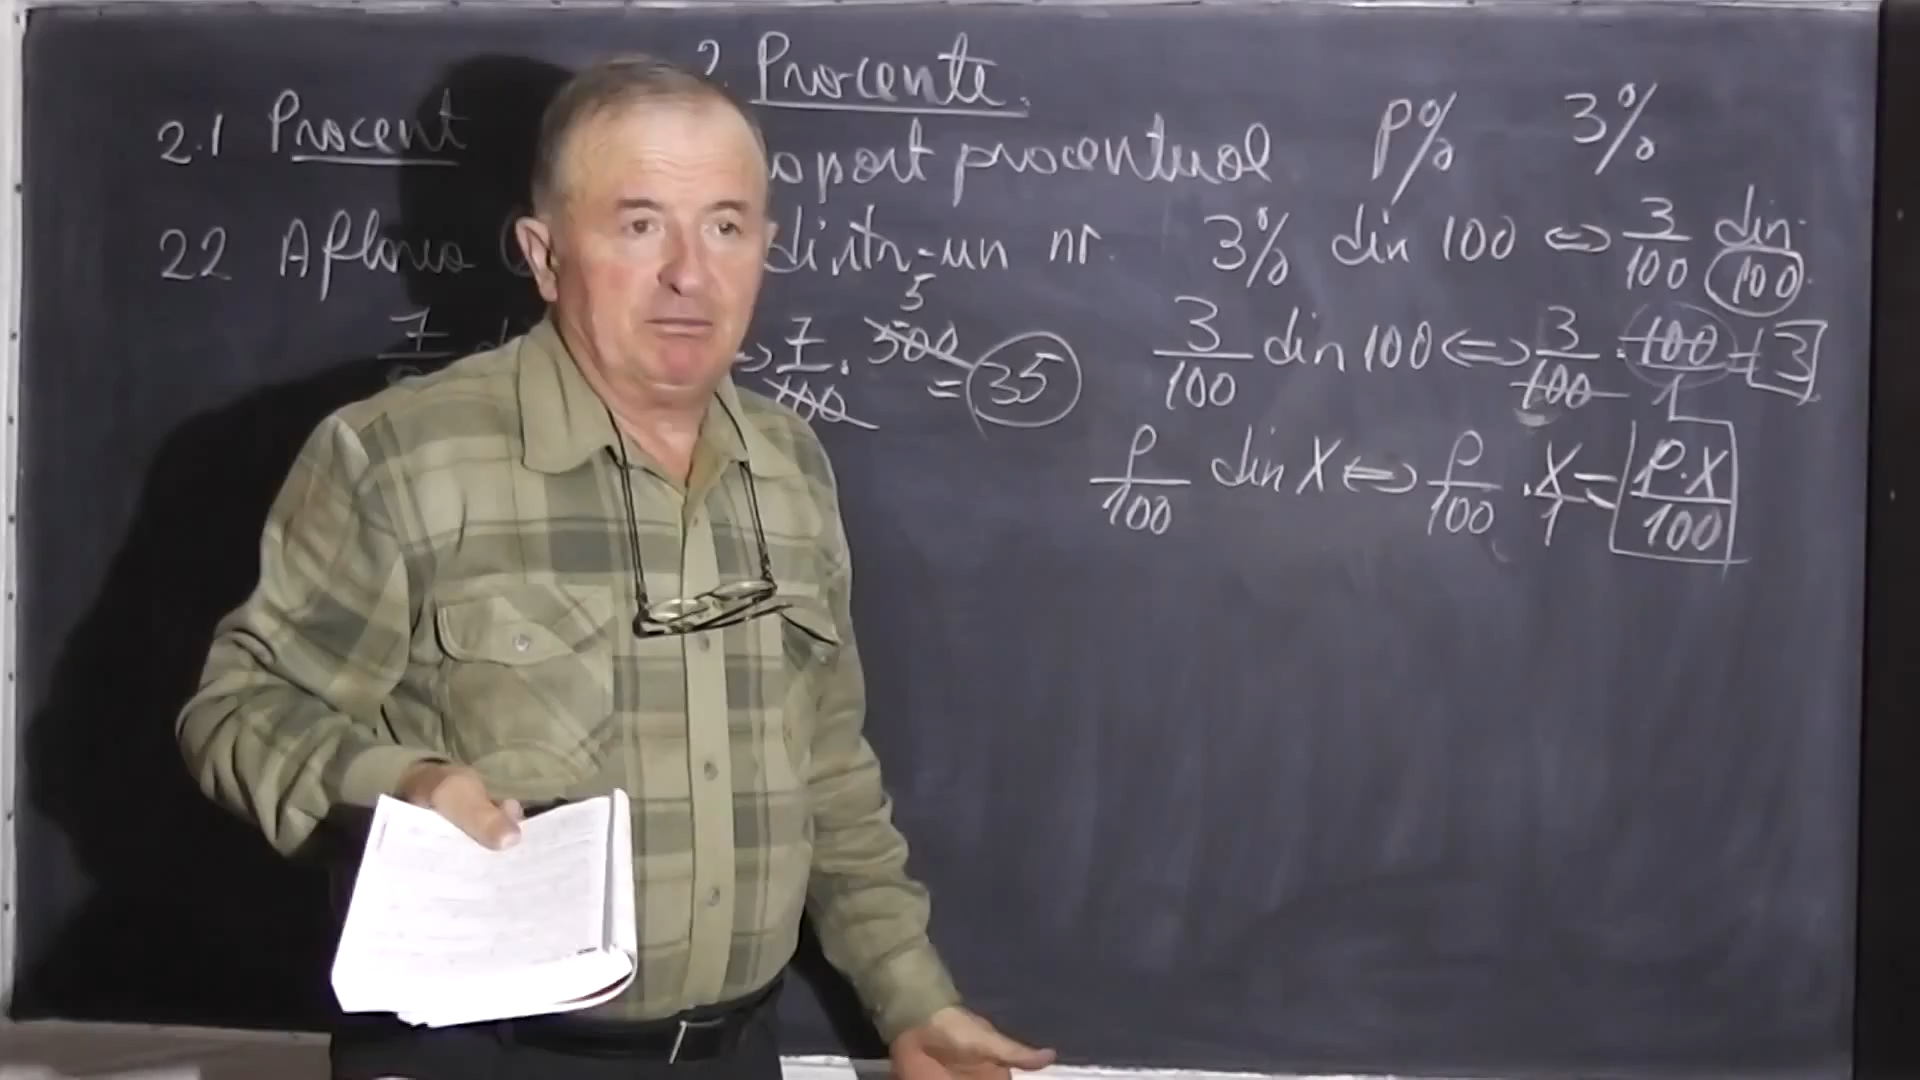 2. Procente.
2.1 Procent raport procentual P% 3%
22 Aflarea dintr-un nr. 3% din 100 ⇔ 3/100 din 100.
7/ ⇔ 7/100 · 500 5 = 35 3/100 din 100 ⇔ 3/100 · 100/1 = 3
P/100 din X ⇔ P/100 · X/1 = P·X/100